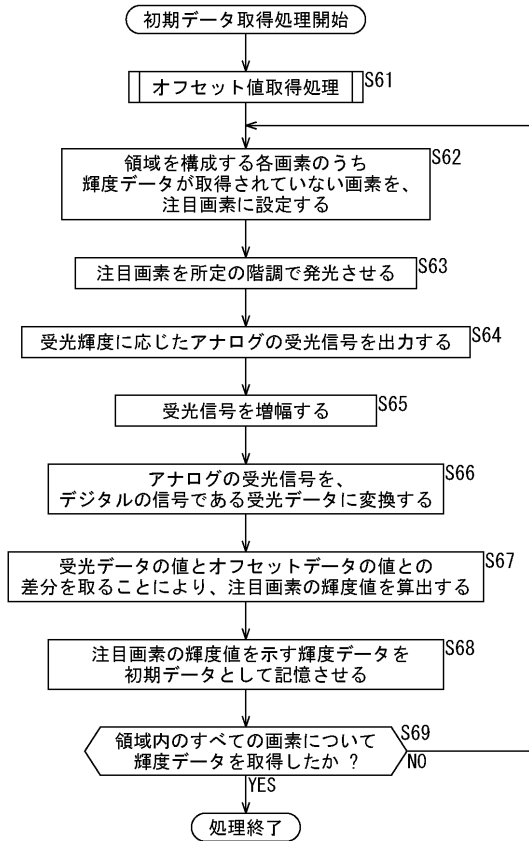 初期データ取得処理開始
オフセット値取得処理
S61
領域を構成する各画素のうち
輝度データが取得されていない画素を、
注目画素に設定する
S62
注目画素を所定の階調で発光させる
S63
受光輝度に応じたアナログの受光信号を出力する
S64
受光信号を増幅する
S65
アナログの受光信号を、
デジタルの信号である受光データに変換する
S66
受光データの値とオフセットデータの値との
差分を取ることにより、注目画素の輝度値を算出する
S67
注目画素の輝度値を示す輝度データを
初期データとして記憶させる
S68
領域内のすべての画素について
輝度データを取得したか ?
S69
NO
YES
処理終了